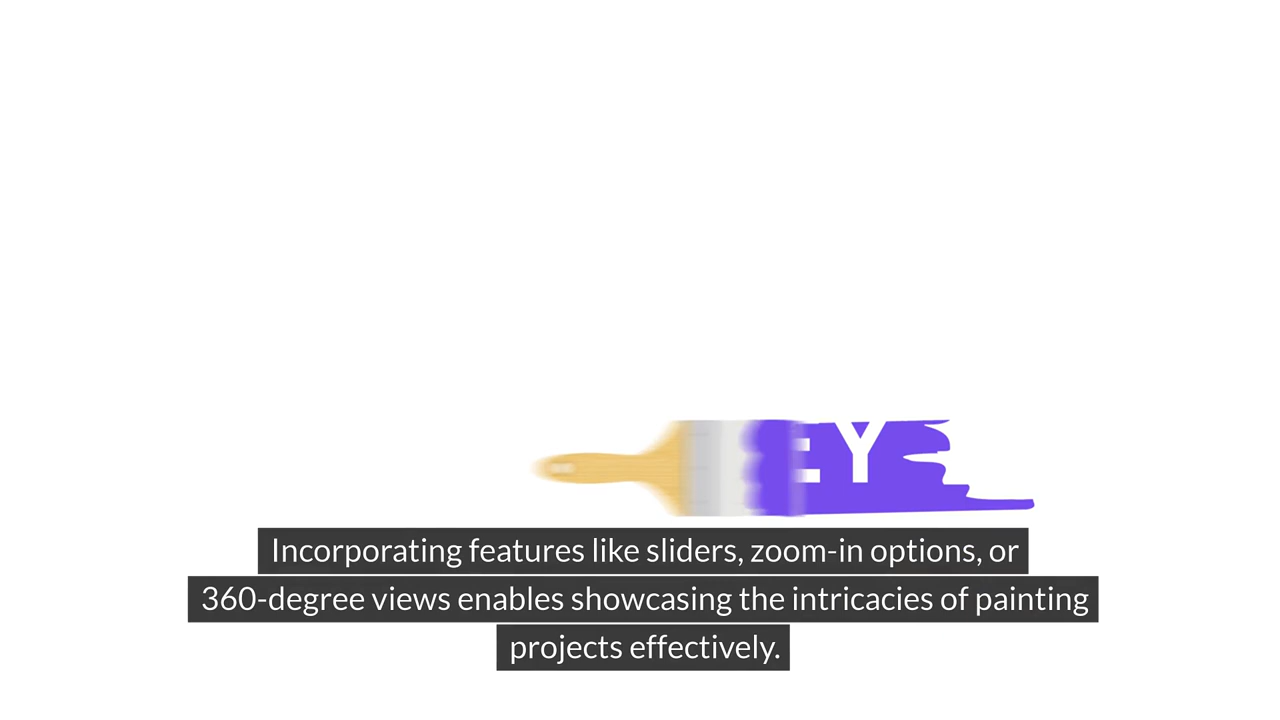 EY
Incorporating features like sliders, zoom-in options, or
360-degree views enables showcasing the intricacies of painting
projects effectively.